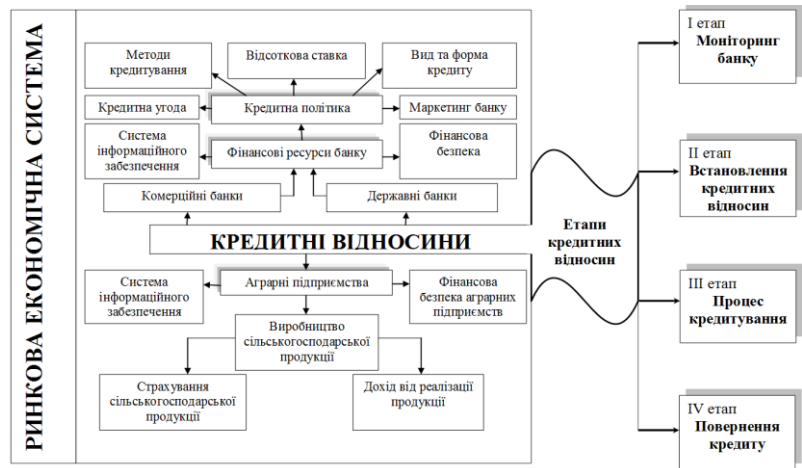 РИНКОВА ЕКОНОМІЧНА СИСТЕМА
Методи
кредитування
Відсоткова ставка
Вид та форма
кредиту
Кредитна угода
Кредитна політика
Маркетинг банку
Система
інформаційного
забезпечення
Фінансові ресурси банку
Фінансова
безпека
Комерційні банки
Державні банки
КРЕДИТНІ ВІДНОСИНИ
Система
інформаційного
забезпечення
Аграрні підприємства
Фінансова
безпека аграрних
підприємств
Виробництво
сільськогосподарської
продукції
Страхування
сільськогосподарської
продукції
Дохід від реалізації
продукції
Етапи
кредитних
відносин
I етап
Моніторинг
банку
II етап
Встановлення
кредитних
відносин
III етап
Процес
кредитування
IV етап
Повернення
кредиту